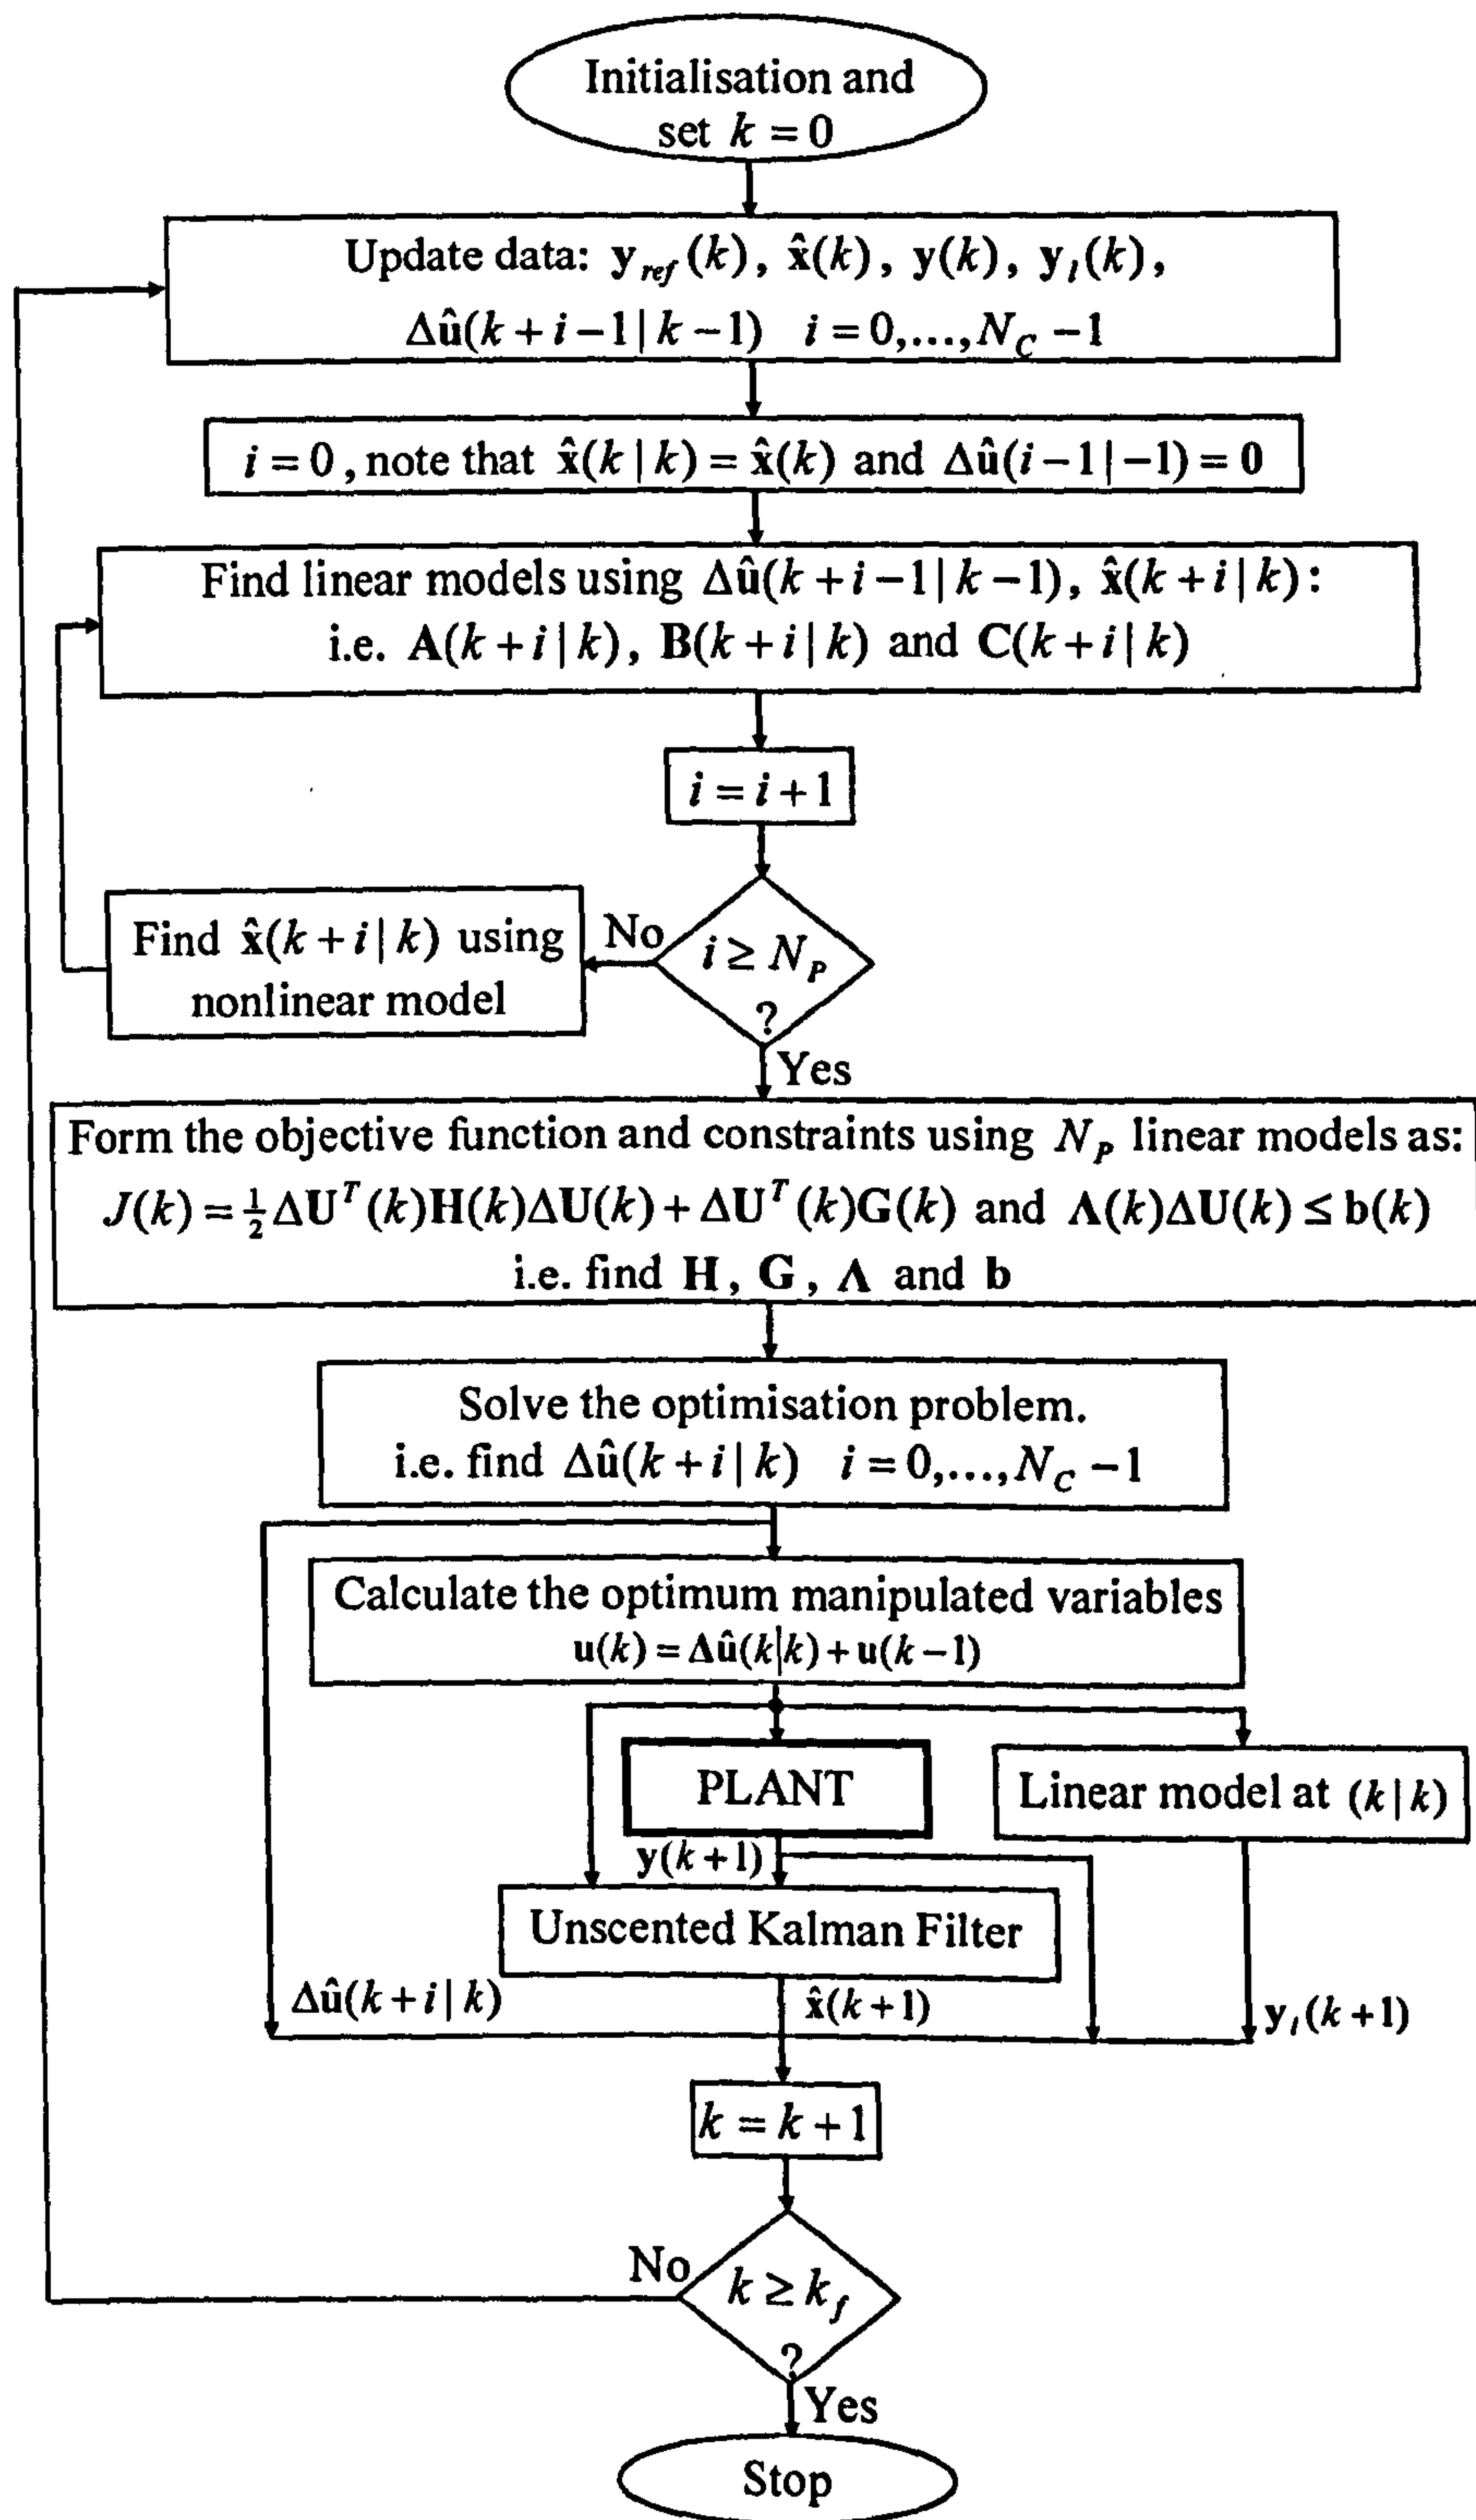 Initialisation and
set k = 0
Update data: y_ref(k), x̂(k), y(k), y_l(k),
Δû(k+i−1|k−1) i = 0,...,N_C −1
i = 0, note that x̂(k|k) = x̂(k) and Δû(i−1|−1) = 0
Find linear models using Δû(k+i−1|k−1), x̂(k+i|k):
i.e. A(k+i|k), B(k+i|k) and C(k+i|k)
i = i+1
Find x̂(k+i|k) using
nonlinear model
No
i ≥ N_P
?
Yes
Form the objective function and constraints using N_P linear models as:
J(k) = ½ΔU^T(k)H(k)ΔU(k) + ΔU^T(k)G(k) and Λ(k)ΔU(k) ≤ b(k)
i.e. find H, G, Λ and b
Solve the optimisation problem.
i.e. find Δû(k+i|k) i = 0,...,N_C −1
Calculate the optimum manipulated variables
u(k) = Δû(k|k) + u(k−1)
PLANT
Linear model at (k|k)
y(k+1)
Unscented Kalman Filter
Δû(k+i|k)
x̂(k+1)
y_l(k+1)
k = k+1
No
k ≥ k_f
?
Yes
Stop